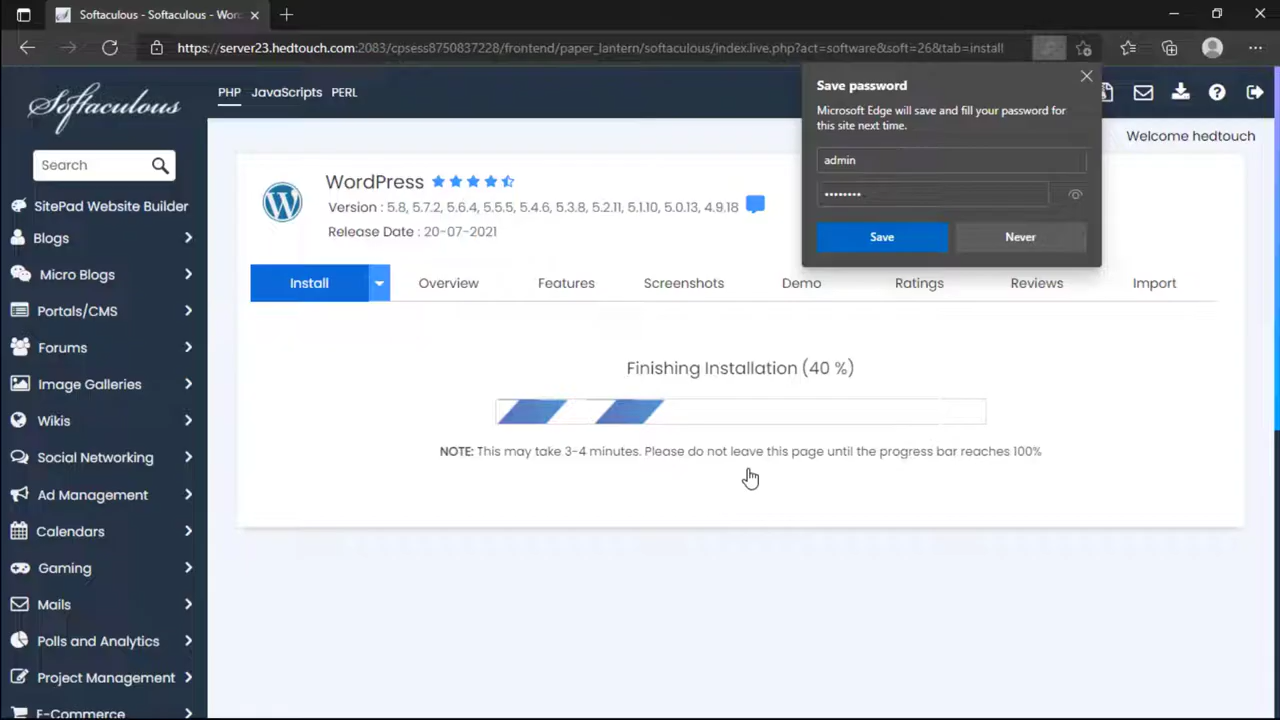 Softaculous - Softaculous - Wor
https://server23.hedtouch.com:2083/cpsess8750837228/frontend/paper_lantern/softaculous/index.live.php?act=software&soft=26&tab=install
Softaculous
PHP JavaScripts PERL
Save password
Microsoft Edge will save and fill your password for
this site next time.
admin
••••••••
Save Never
Welcome hedtouch
Search
SitePad Website Builder
Blogs
Micro Blogs
Portals/CMS
Forums
Image Galleries
Wikis
Social Networking
Ad Management
Calendars
Gaming
Mails
Polls and Analytics
Project Management
E-Commerce
WordPress
Version : 5.8, 5.7.2, 5.6.4, 5.5.5, 5.4.6, 5.3.8, 5.2.11, 5.1.10, 5.0.13, 4.9.18
Release Date : 20-07-2021
Install Overview Features Screenshots Demo Ratings Reviews Import
Finishing Installation (40 %)
NOTE: This may take 3-4 minutes. Please do not leave this page until the progress bar reaches 100%